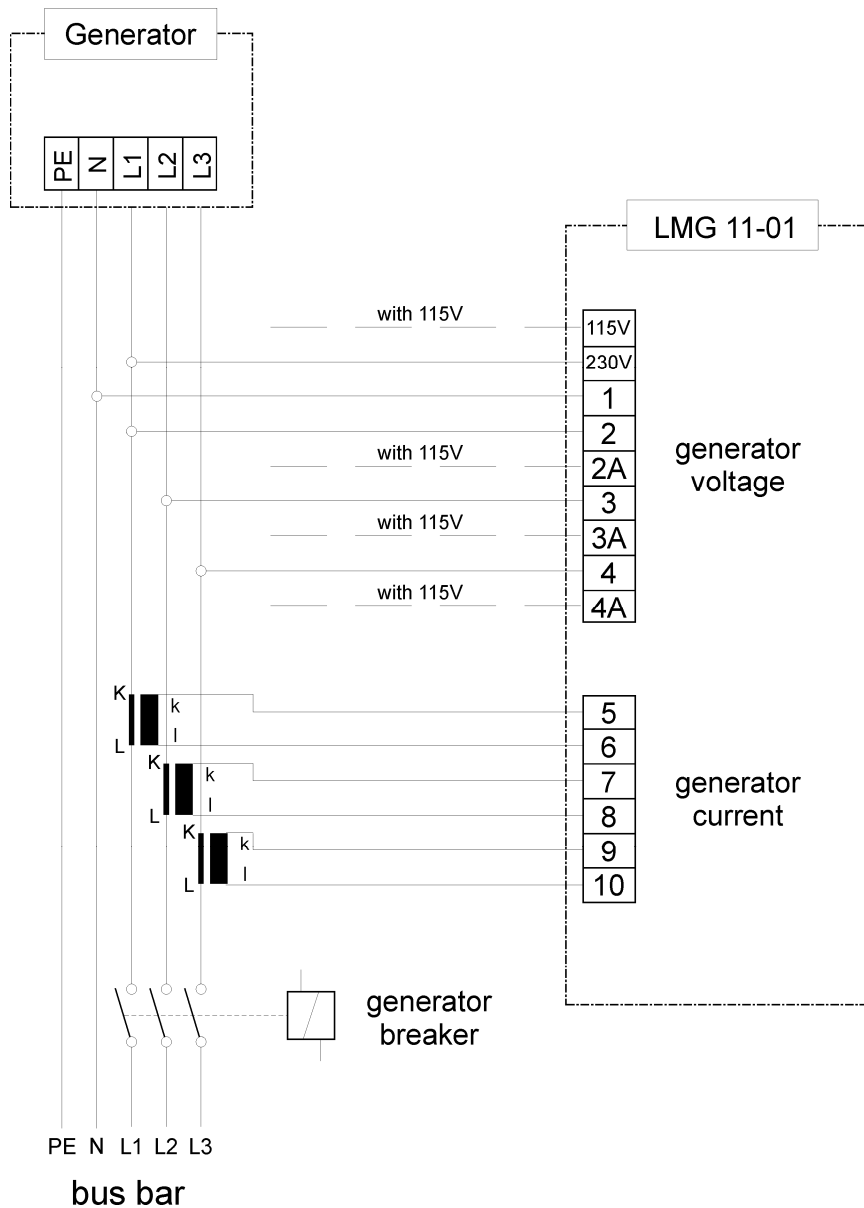 Generator
PE N L1 L2 L3
LMG 11-01
with 115V
115V
230V
1
2
with 115V
2A
3
with 115V
3A
4
with 115V
4A
generator
voltage
K
k
5
L
l
6
K
k
7
L
l
8
K
k
9
L
l
10
generator
current
generator
breaker
PE N L1 L2 L3
bus bar